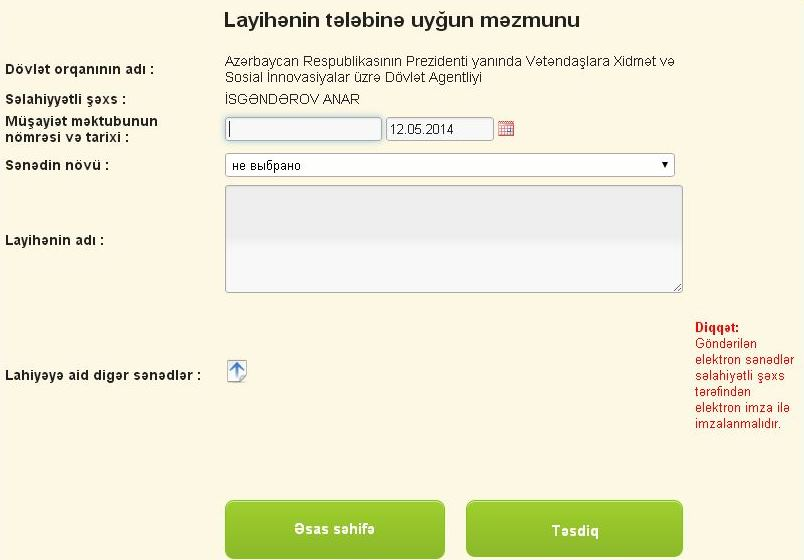 Layihənin tələbinə uyğun məzmunu
Dövlət orqanının adı :
Azərbaycan Respublikasının Prezidenti yanında Vətəndaşlara Xidmət və
Sosial İnnovasiyalar üzrə Dövlət Agentliyi
Səlahiyyətli şəxs :
İSGƏNDƏROV ANAR
Müşayiət məktubunun
nömrəsi və tarixi :
12.05.2014
Sənədin növü :
не выбрано
Layihənin adı :
Lahiyəyə aid digər sənədlər :
Diqqət:
Göndərilən
elektron sənədlər
səlahiyətli şəxs
tərəfindən
elektron imza ilə
imzalanmalıdır.
Əsas səhifə
Təsdiq